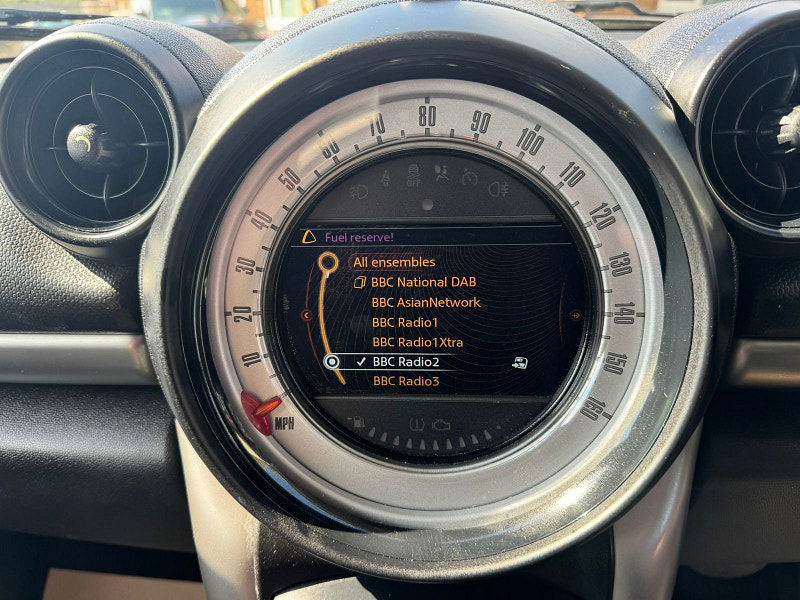 Fuel reserve!
All ensembles
BBC National DAB
BBC AsianNetwork
BBC Radio1
BBC Radio1Xtra
BBC Radio2
BBC Radio3
10
20
30
40
50
60
70
80
90
100
110
120
130
140
150
160
MPH
OFF